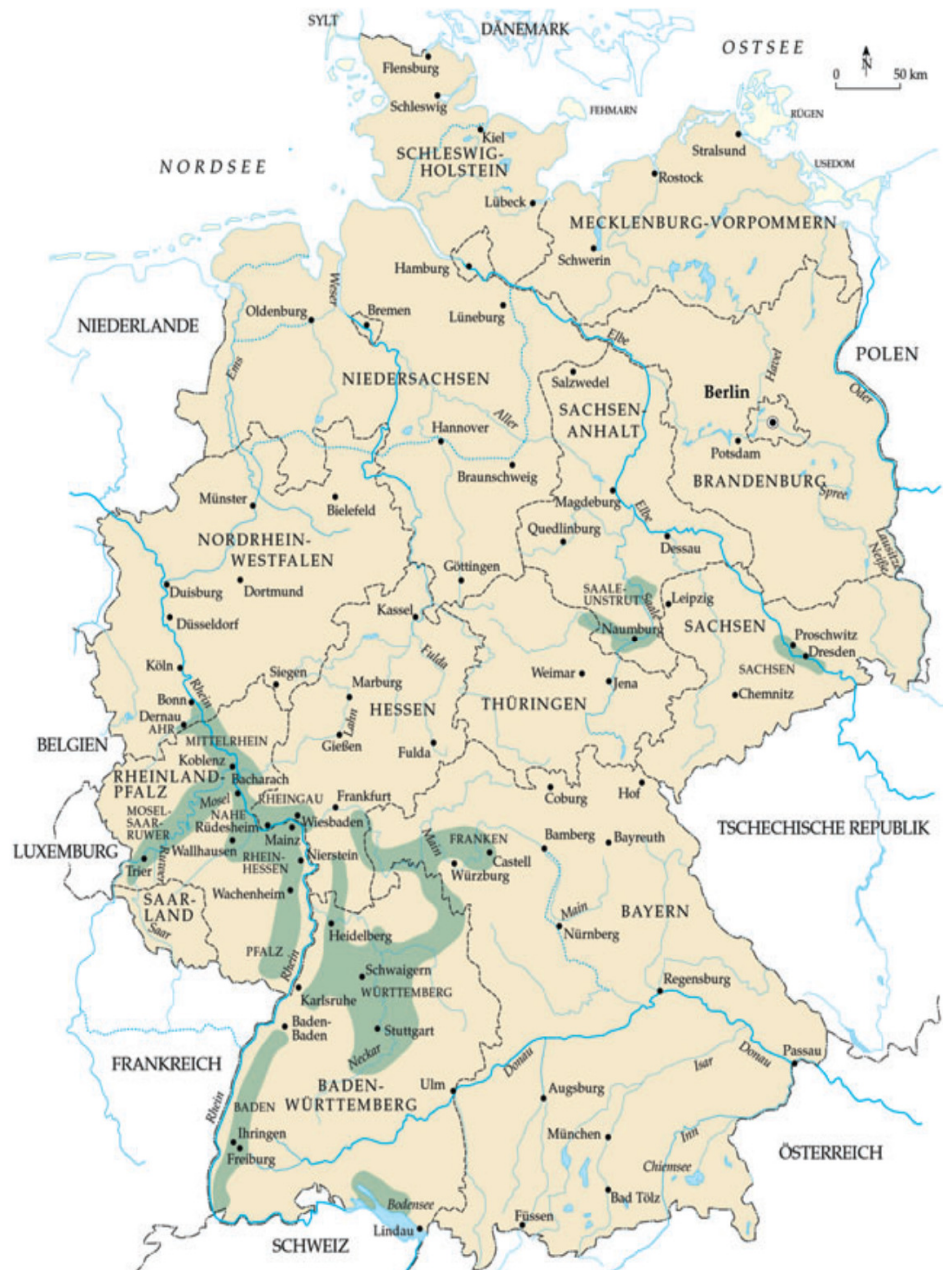 SYLT
DÄNEMARK
OSTSEE
N
0 50 km
Flensburg
Schleswig
FEHMARN
RÜGEN
Kiel
Stralsund
NORDSEE
SCHLESWIG-
HOLSTEIN
USEDOM
Rostock
Lübeck
MECKLENBURG-VORPOMMERN
Schwerin
Hamburg
Weser
Oldenburg
Bremen
Lüneburg
NIEDERLANDE
Elbe
POLEN
Ems
Havel
NIEDERSACHSEN
Salzwedel
Berlin
Oder
SACHSEN-
ANHALT
Aller
Hannover
Potsdam
Braunschweig
BRANDENBURG
Münster
Bielefeld
Magdeburg
Spree
Elbe
Quedlinburg
Dessau
Lausitzer
Neiße
NORDRHEIN-
WESTFALEN
Göttingen
Duisburg
Dortmund
SAALE-
UNSTRUT
Saale
Leipzig
Kassel
Düsseldorf
Naumburg
SACHSEN
Proschwitz
Dresden
Fulda
Köln
SACHSEN
Siegen
Weimar
Jena
Rhein
Marburg
Chemnitz
Bonn
HESSEN
THÜRINGEN
Dernau
AHR
Lahn
BELGIEN
MITTELRHEIN
Gießen
Fulda
Koblenz
RHEINLAND-
PFALZ
Bacharach
Hof
Coburg
Mosel
RHEINGAU
Frankfurt
MOSEL-
SAAR-
RUWER
NAHE
Wiesbaden
Rüdesheim
Mainz
TSCHECHISCHE REPUBLIK
LUXEMBURG
Wallhausen
Main
FRANKEN
Bamberg
Bayreuth
Ruwer
Trier
RHEIN-
HESSEN
Nierstein
Castell
Würzburg
Wachenheim
SAAR-
LAND
Main
BAYERN
Saar
Heidelberg
Nürnberg
PFALZ
Rhein
Schwaigern
Regensburg
Karlsruhe
WÜRTTEMBERG
Baden-
Baden
Stuttgart
FRANKREICH
Neckar
Donau
Isar
Donau
Passau
BADEN-
WÜRTTEMBERG
Ulm
Augsburg
Rhein
BADEN
München
Inn
Ihringen
Freiburg
ÖSTERREICH
Chiemsee
Bad Tölz
Bodensee
Lindau
Füssen
SCHWEIZ